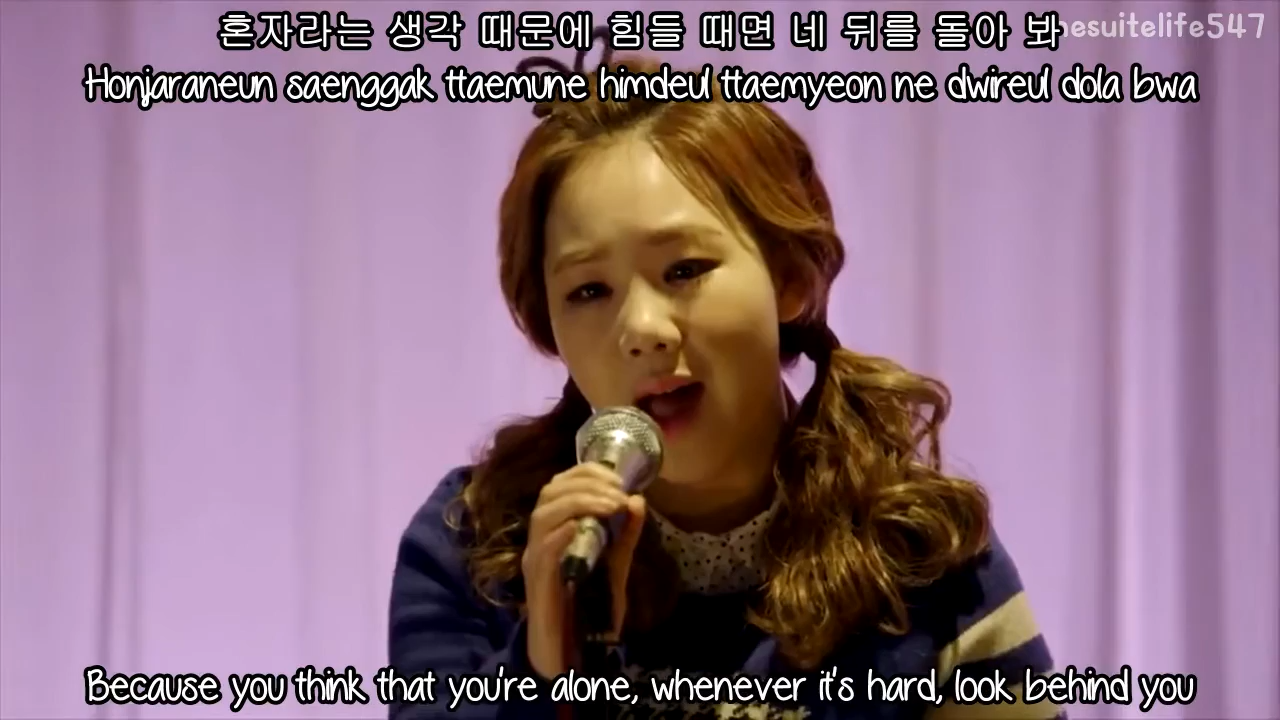 혼자라는 생각 때문에 힘들 때면 네 뒤를 돌아 봐
esuitelife547
Honjaraneun saenggak ttaemune himdeul ttaemyeon ne dwireul dola bwa
Because you think that you're alone, whenever it's hard, look behind you